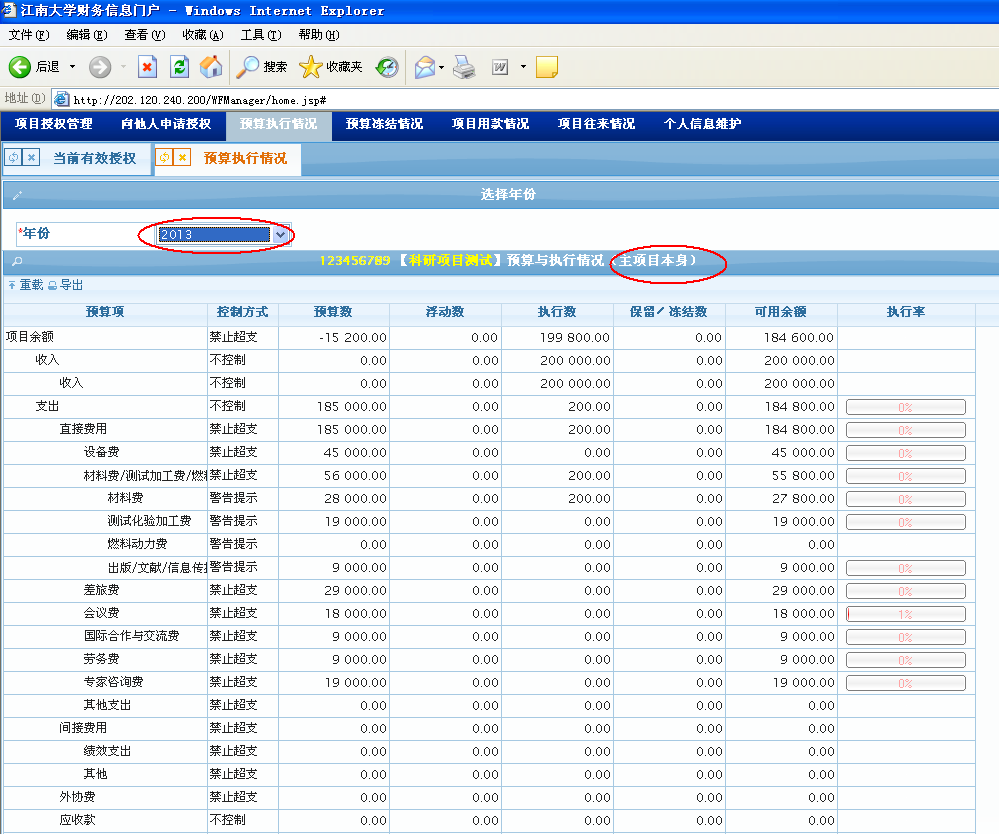 江南大学财务信息门户 - Windows Internet Explorer
文件(F) 编辑(E) 查看(V) 收藏(A) 工具(T) 帮助(H)
后退 搜索 收藏夹
地址(D) http://202.120.240.200/WFManager/home.jsp#
项目授权管理 向他人申请授权 预算执行情况 预算冻结情况 项目用款情况 项目往来情况 个人信息维护
当前有效授权 预算执行情况
选择年份
*年份 2013
123456789 【科研项目测试】预算与执行情况（主项目本身）
重载 导出
预算项 控制方式 预算数 浮动数 执行数 保留/冻结数 可用余额 执行率
项目余额 禁止超支 -15 200.00 0.00 199 800.00 0.00 184 600.00
收入 不控制 0.00 0.00 200 000.00 0.00 200 000.00
收入 不控制 0.00 0.00 200 000.00 0.00 200 000.00
支出 不控制 185 000.00 0.00 200.00 0.00 184 800.00 0%
直接费用 禁止超支 185 000.00 0.00 200.00 0.00 184 800.00 0%
设备费 禁止超支 45 000.00 0.00 0.00 0.00 45 000.00 0%
材料费/测试加工费/燃料 禁止超支 56 000.00 0.00 200.00 0.00 55 800.00 0%
材料费 警告提示 28 000.00 0.00 200.00 0.00 27 800.00 0%
测试化验加工费 警告提示 19 000.00 0.00 0.00 0.00 19 000.00 0%
燃料动力费 警告提示 0.00 0.00 0.00 0.00 0.00
出版/文献/信息传 警告提示 9 000.00 0.00 0.00 0.00 9 000.00 0%
差旅费 禁止超支 29 000.00 0.00 0.00 0.00 29 000.00 0%
会议费 禁止超支 18 000.00 0.00 0.00 0.00 18 000.00 1%
国际合作与交流费 禁止超支 9 000.00 0.00 0.00 0.00 9 000.00 0%
劳务费 禁止超支 9 000.00 0.00 0.00 0.00 9 000.00 0%
专家咨询费 禁止超支 19 000.00 0.00 0.00 0.00 19 000.00 0%
其他支出 禁止超支 0.00 0.00 0.00 0.00 0.00
间接费用 禁止超支 0.00 0.00 0.00 0.00 0.00
绩效支出 禁止超支 0.00 0.00 0.00 0.00 0.00
其他 禁止超支 0.00 0.00 0.00 0.00 0.00
外协费 禁止超支 0.00 0.00 0.00 0.00 0.00
应收款 不控制 0.00 0.00 0.00 0.00 0.00